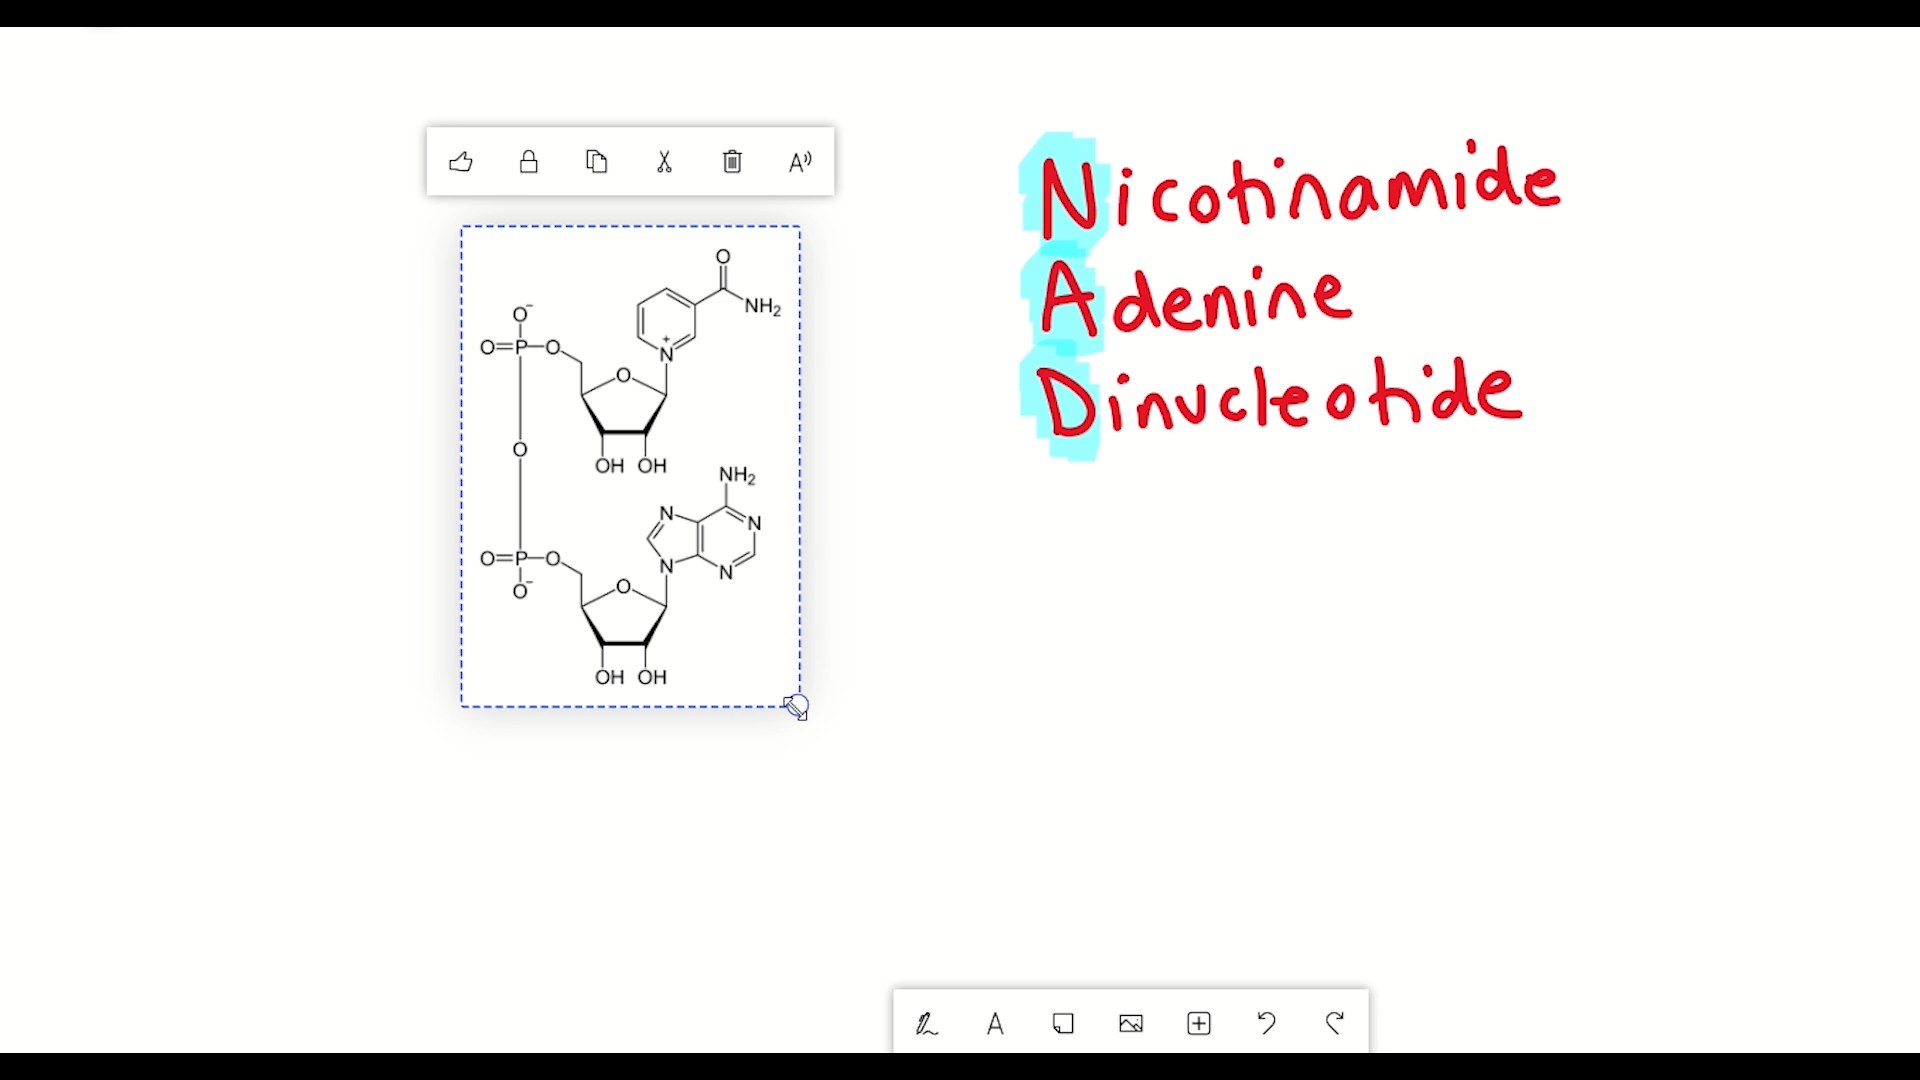 Nicotinamide
Adenine
Dinucleotide
O
NH₂
O⁻
O=P—O
N⁺
O
OH OH
O
NH₂
N
N
O=P—O
N
N
O⁻
O
OH OH